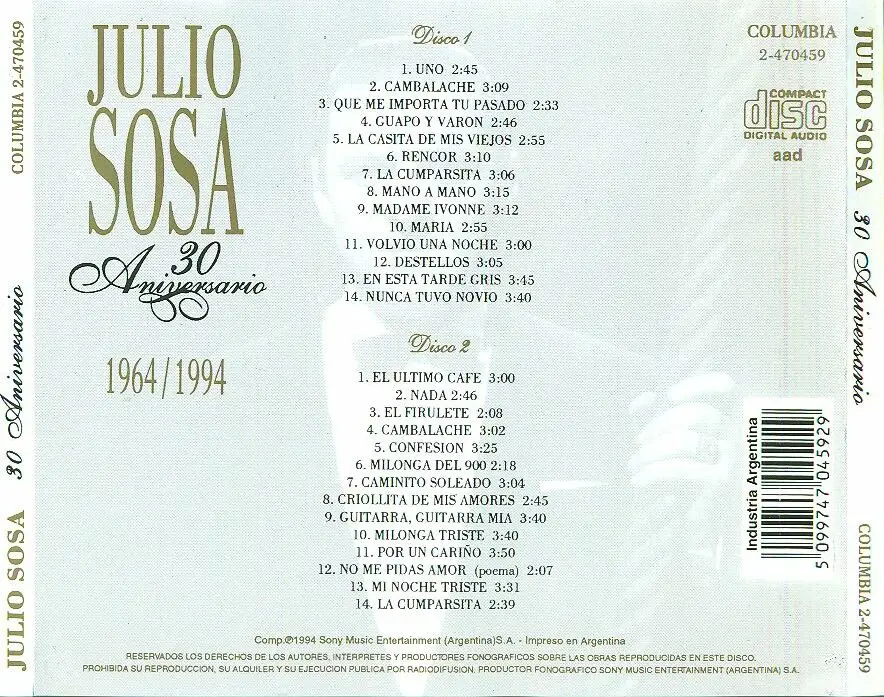 COLUMBIA 2-470459
30 Aniversario
JULIO SOSA
JULIO
SOSA
30
Aniversario
1964/1994
Disco 1
1. UNO 2:45
2. CAMBALACHE 3:09
3. QUE ME IMPORTA TU PASADO 2:33
4. GUAPO Y VARON 2:46
5. LA CASITA DE MIS VIEJOS 2:55
6. RENCOR 3:10
7. LA CUMPARSITA 3:06
8. MANO A MANO 3:15
9. MADAME IVONNE 3:12
10. MARIA 2:55
11. VOLVIO UNA NOCHE 3:00
12. DESTELLOS 3:05
13. EN ESTA TARDE GRIS 3:45
14. NUNCA TUVO NOVIO 3:40
Disco 2
1. EL ULTIMO CAFE 3:00
2. NADA 2:46
3. EL FIRULETE 2:08
4. CAMBALACHE 3:02
5. CONFESION 3:25
6. MILONGA DEL 900 2:18
7. CAMINITO SOLEADO 3:04
8. CRIOLLITA DE MIS AMORES 2:45
9. GUITARRA, GUITARRA MIA 3:40
10. MILONGA TRISTE 3:40
11. POR UN CARIÑO 3:50
12. NO ME PIDAS AMOR (poema) 2:07
13. MI NOCHE TRISTE 3:31
14. LA CUMPARSITA 2:39
COLUMBIA
2-470459
COMPACT
disc
DIGITAL AUDIO
aad
Industria Argentina
5 099747 045929
Comp.℗1994 Sony Music Entertainment (Argentina)S.A. - Impreso en Argentina
RESERVADOS LOS DERECHOS DE LOS AUTORES, INTERPRETES Y PRODUCTORES FONOGRAFICOS SOBRE LAS OBRAS REPRODUCIDAS EN ESTE DISCO.
PROHIBIDA SU REPRODUCCION, SU ALQUILER Y SU EJECUCION PUBLICA POR RADIODIFUSION. PRODUCTOR FONOGRAFICO SONY MUSIC ENTERTAINMENT (ARGENTINA) S.A.
JULIO SOSA
30 Aniversario
COLUMBIA 2-470459